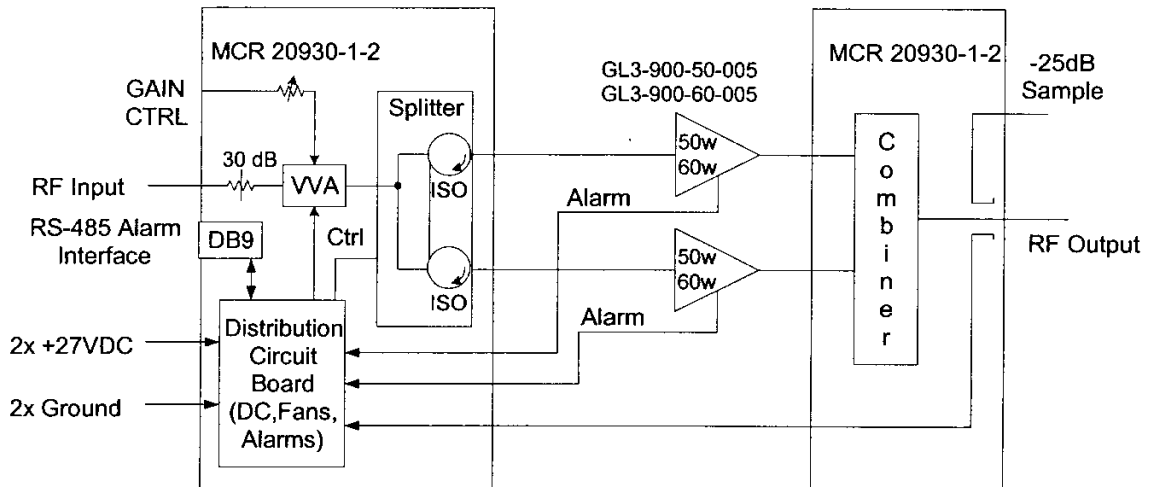 MCR 20930-1-2
GAIN
CTRL
Splitter
30 dB
RF Input
VVA
ISO
RS-485 Alarm
Interface
DB9
Ctrl
ISO
2x +27VDC
2x Ground
Distribution
Circuit
Board
(DC,Fans,
Alarms)
GL3-900-50-005
GL3-900-60-005
50w
60w
Alarm
50w
60w
Alarm
MCR 20930-1-2
Combiner
-25dB
Sample
RF Output